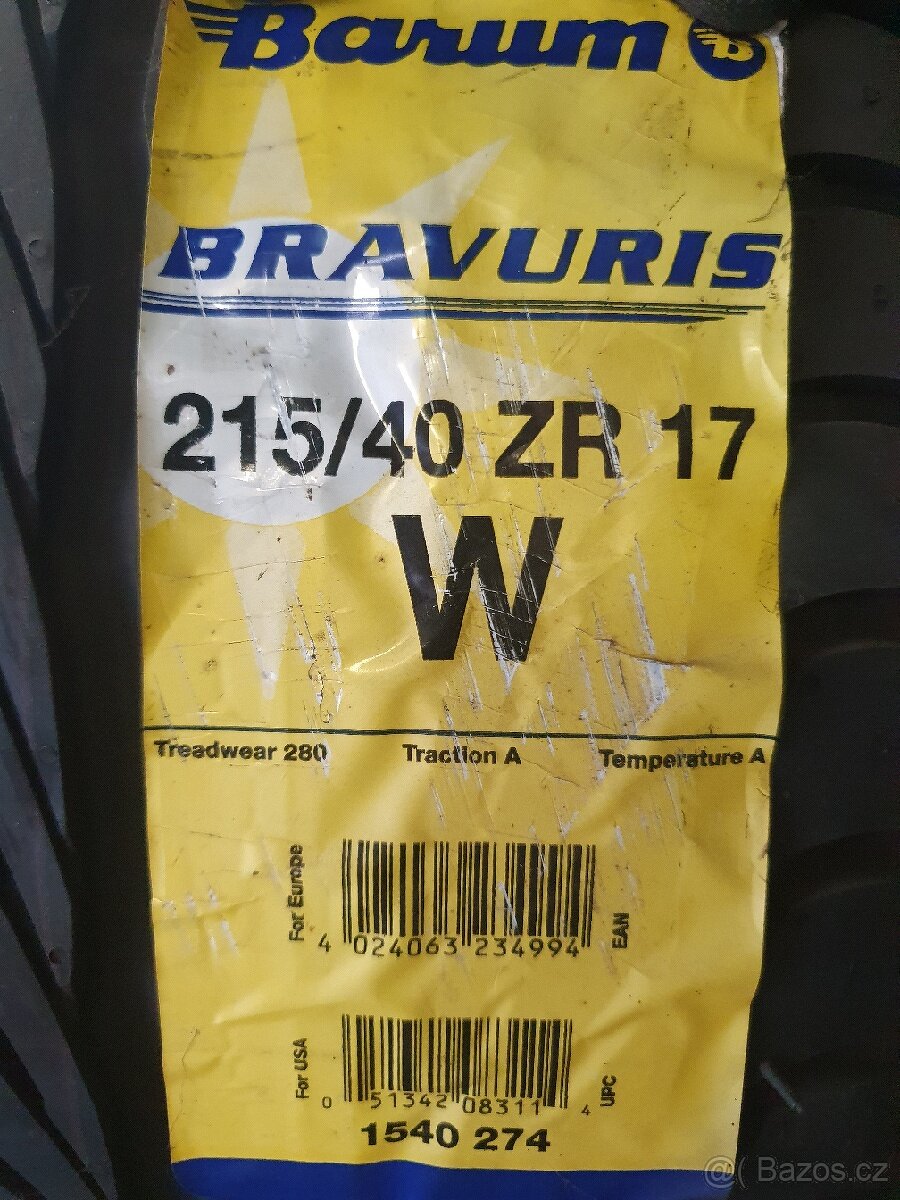 Barum B
BRAVURIS
215/40 ZR 17
W
Treadwear 280 Traction A Temperature A
For Europe
4 024063 234994
EAN
For USA
0 51342 08311 4
UPC
1540 274
@( Bazos.cz